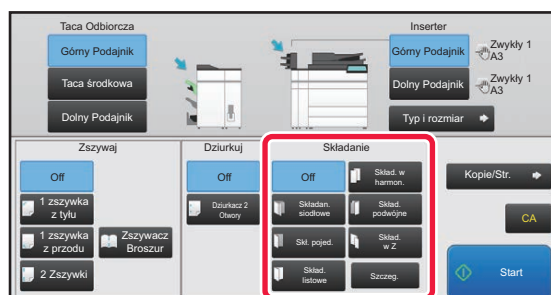 Taca Odbiorcza
Górny Podajnik
Taca środkowa
Dolny Podajnik
Inserter
Górny Podajnik
Zwykły 1
A3
Dolny Podajnik
Zwykły 1
A3
Typ i rozmiar
Zszywaj
Off
1 zszywka
z tyłu
1 zszywka
z przodu
Zszywacz
Broszur
2 Zszywki
Dziurkuj
Off
Dziurkacz 2
Otwory
Składanie
Off
Skład. w
harmon.
Składan.
siodłowe
Skład.
podwójne
Skł. pojed.
Skład.
w Z
Skład.
listowe
Szczeg.
Kopie/Str.
CA
Start